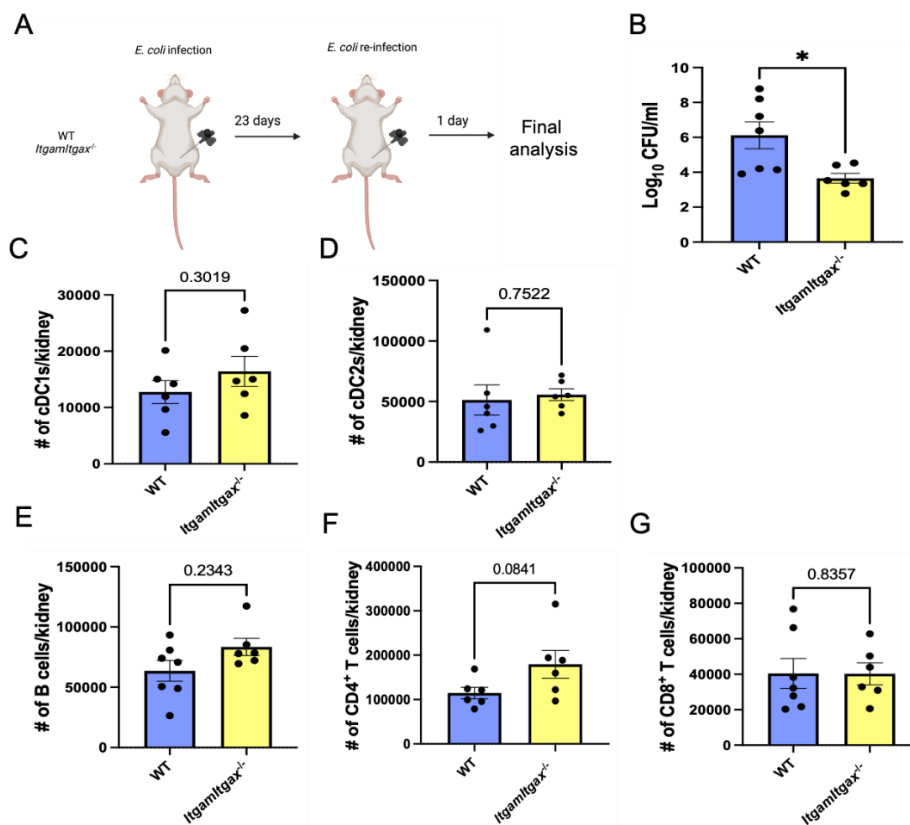 A
E. coli infection
E. coli re-infection
WT
ItgamItgax-/-
23 days
1 day
Final
analysis
B
*
Log10 CFU/ml
10
8
6
4
2
0
WT
ItgamItgax-/-
C
0.3019
# of cDC1s/kidney
30000
20000
10000
0
WT
ItgamItgax-/-
D
0.7522
# of cDC2s/kidney
150000
100000
50000
0
WT
ItgamItgax-/-
E
0.2343
# of B cells/kidney
150000
100000
50000
0
WT
ItgamItgax-/-
F
0.0841
# of CD4+ T cells/kidney
400000
300000
200000
100000
0
WT
ItgamItgax-/-
G
0.8357
# of CD8+ T cells/kidney
100000
80000
60000
40000
20000
0
WT
ItgamItgax-/-